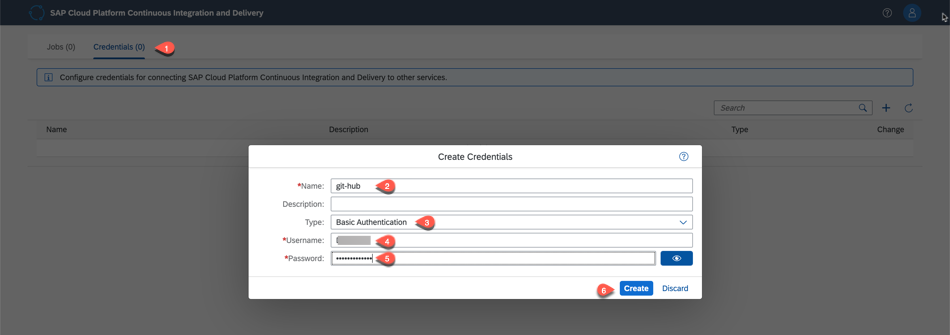 SAP Cloud Platform Continuous Integration and Delivery
Jobs (0) Credentials (0) 1
Configure credentials for connecting SAP Cloud Platform Continuous Integration and Delivery to other services.
Search
Name Description Type Change
Create Credentials
*Name: git-hub 2
Description:
Type: Basic Authentication 3
*Username: 4
*Password: ••••••••••••• 5
6 Create Discard